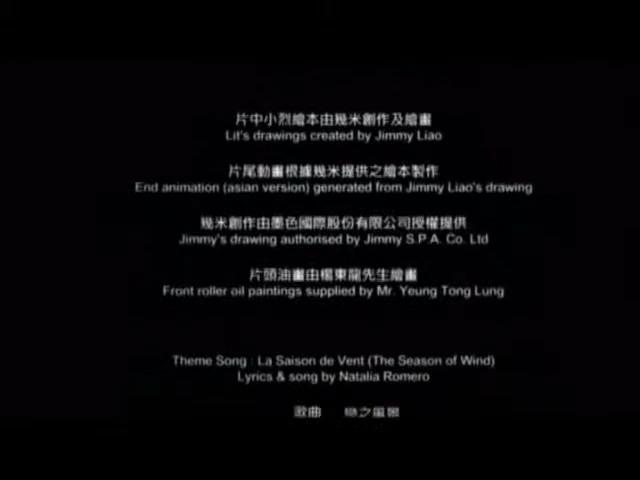 片中小烈繪本由幾米創作及繪畫
Lit's drawings created by Jimmy Liao
片尾動畫根據幾米提供之繪本製作
End animation (asian version) generated from Jimmy Liao's drawing
幾米創作由墨色國際股份有限公司授權提供
Jimmy's drawing authorised by Jimmy S.P.A. Co. Ltd
片頭油畫由楊東龍先生繪畫
Front roller oil paintings supplied by Mr. Yeung Tong Lung
Theme Song : La Saison de Vent (The Season of Wind)
Lyrics & song by Natalia Romero
歌曲 戀之風景